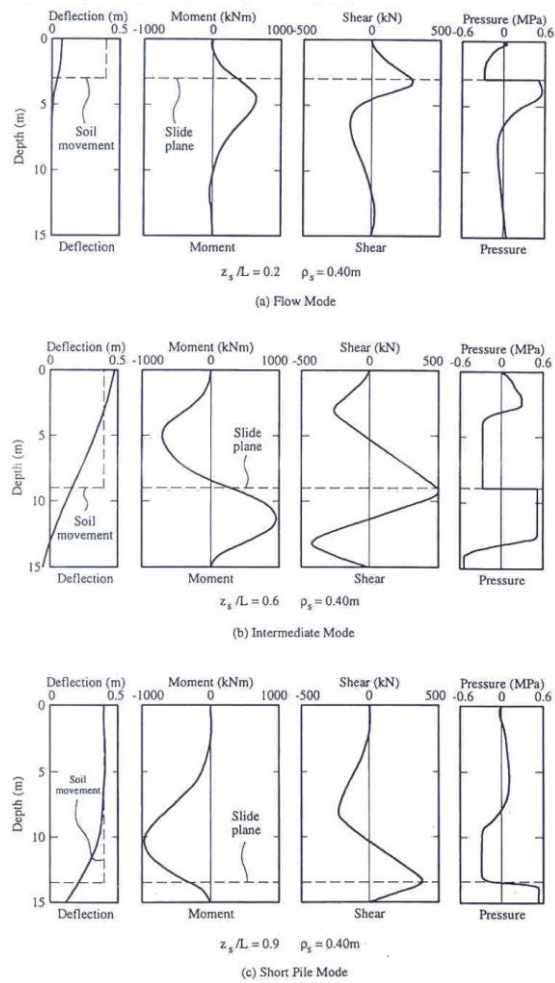 Deflection (m) Moment (kNm) Shear (kN) Pressure (MPa)
0 0.5 -1000 0 1000 -500 0 500 -0.6 0 0.6
0
5
10
15
Depth (m)
Soil
movement
Slide
plane
Deflection Moment Shear Pressure
z_s/L = 0.2 ρ_s = 0.40m
(a) Flow Mode
Deflection (m) Moment (kNm) Shear (kN) Pressure (MPa)
0 0.5 -1000 0 1000 -500 0 500 -0.6 0 0.6
0
5
10
15
Depth (m)
Slide
plane
Soil
movement
Deflection Moment Shear Pressure
z_s/L = 0.6 ρ_s = 0.40m
(b) Intermediate Mode
Deflection (m) Moment (kNm) Shear (kN) Pressure (MPa)
0 0.5 -1000 0 1000 -500 0 500 -0.6 0 0.6
0
5
10
15
Depth (m)
Soil
movement
Slide
plane
Deflection Moment Shear Pressure
z_s/L = 0.9 ρ_s = 0.40m
(c) Short Pile Mode